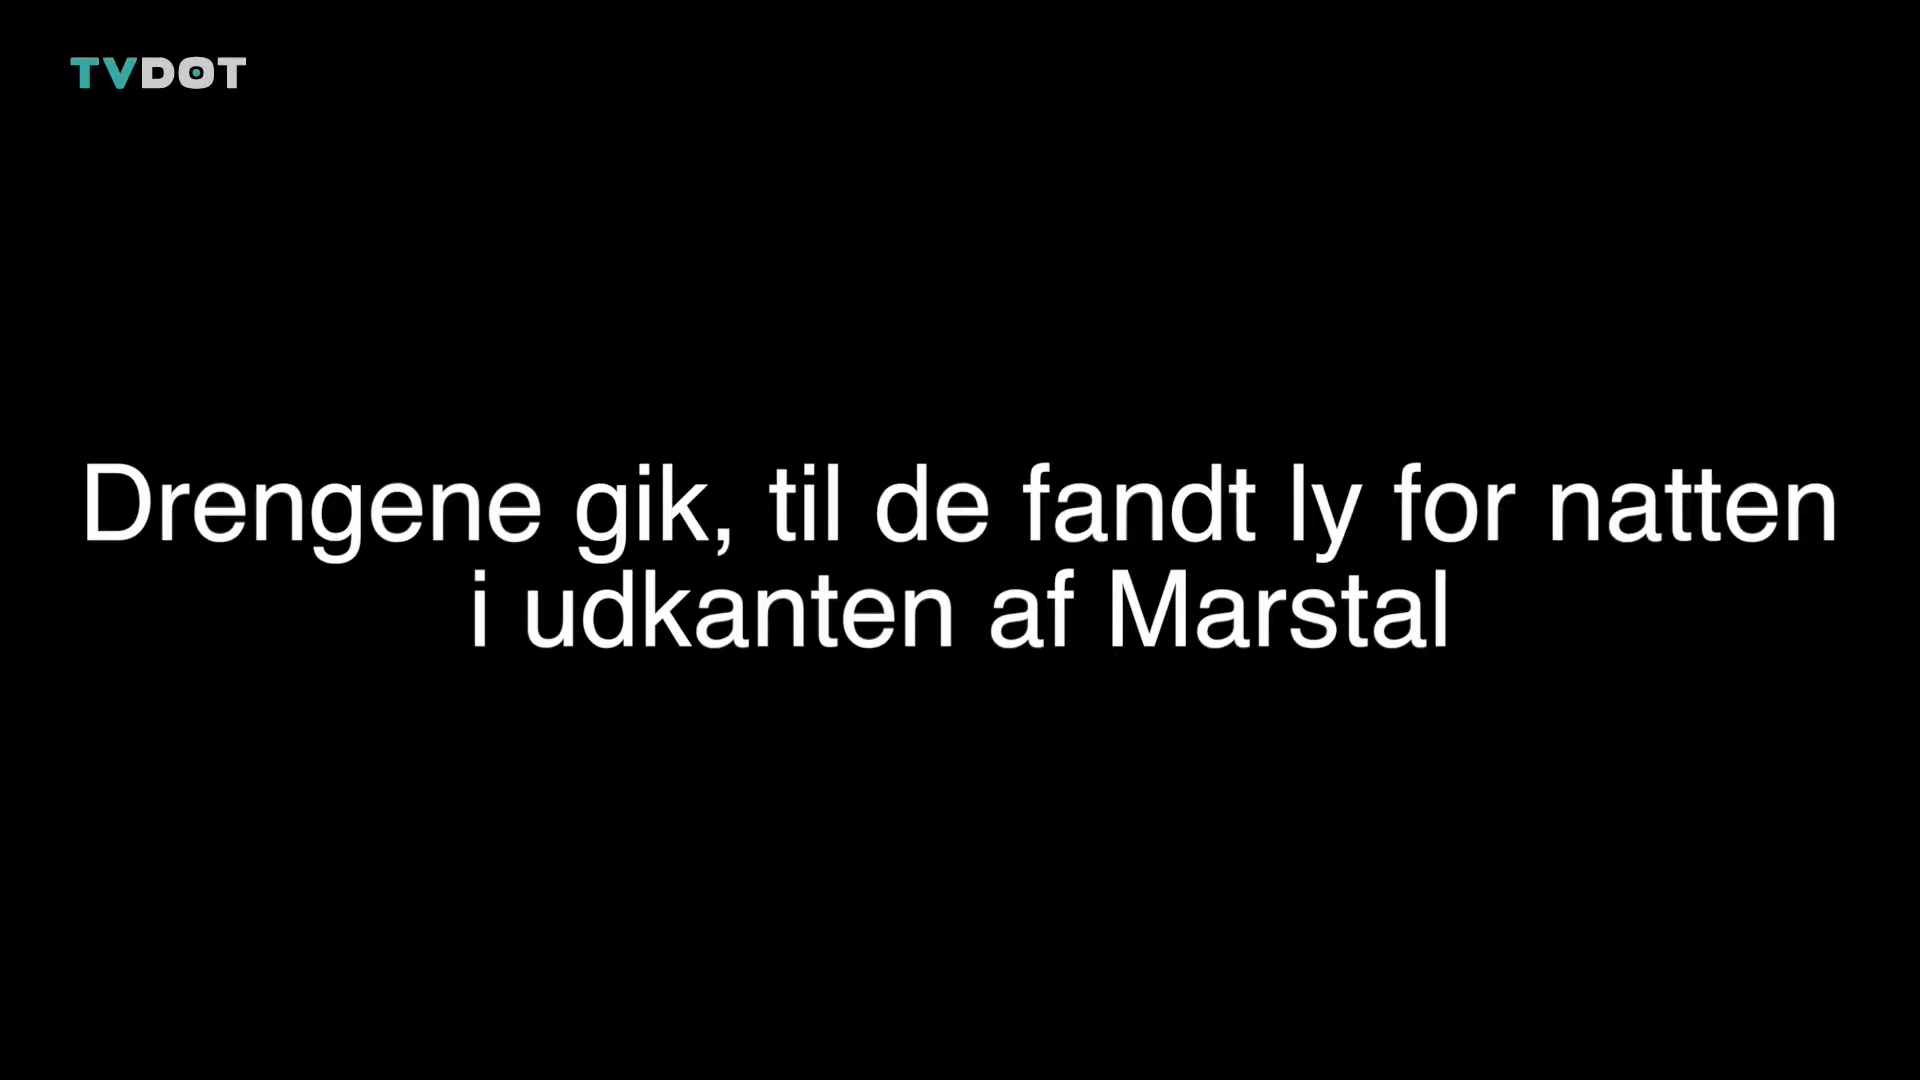 TVDOT
Drengene gik, til de fandt ly for natten
i udkanten af Marstal